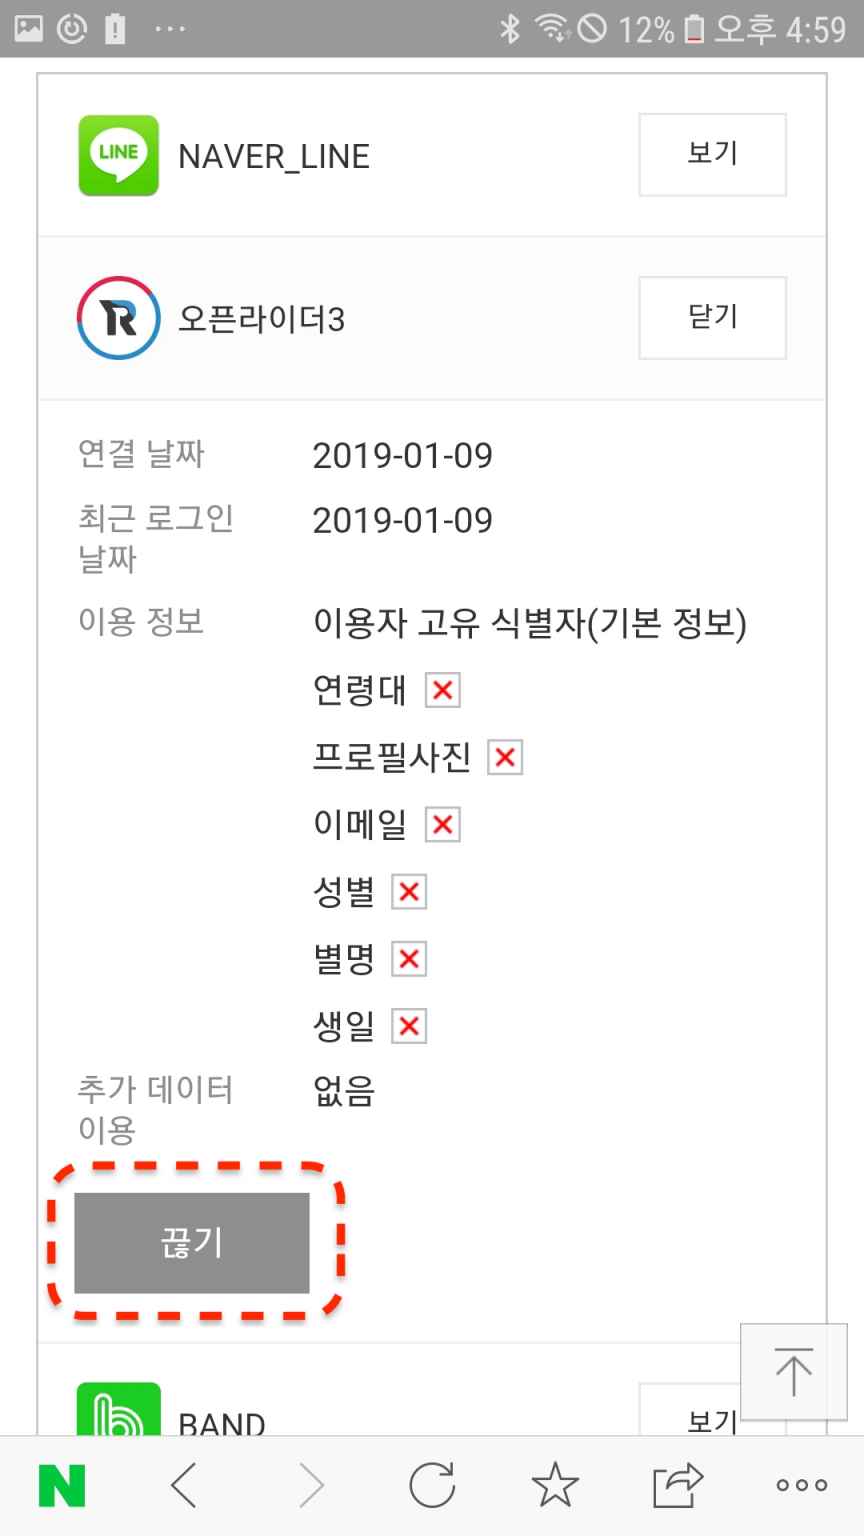 12% 오후 4:59
LINE
NAVER_LINE
보기
R
오픈라이더3
닫기
연결 날짜
2019-01-09
최근 로그인
날짜
2019-01-09
이용 정보
이용자 고유 식별자(기본 정보)
연령대
프로필사진
이메일
성별
별명
생일
추가 데이터
이용
없음
끊기
BAND
보기
N